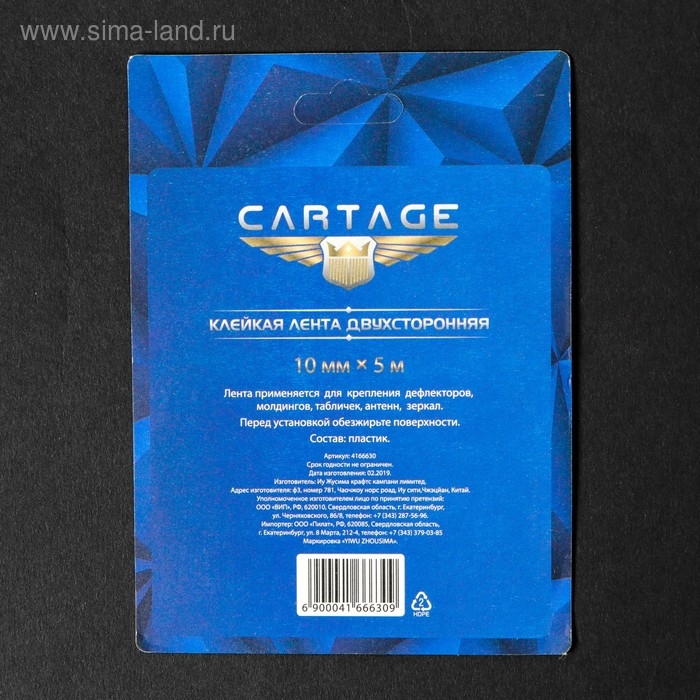 www.sima-land.ru
CARTAGE
КЛЕЙКАЯ ЛЕНТА ДВУХСТОРОННЯЯ
10 мм × 5 м
Лента применяется для крепления дефлекторов,
молдингов, табличек, антенн, зеркал.
Перед установкой обезжирьте поверхности.
Состав: пластик.
Артикул: 4166630
Срок годности не ограничен.
Дата изготовления: 02.2019.
Изготовитель: Иу Жусима крафтс кампани лимитед.
Адрес изготовителя: ф3, номер 781, Чаочжоу норс роад, Иу сити,Чжэцйан, Китай.
Уполномоченное изготовителем лицо по принятию претензий:
ООО «ВИП», РФ, 620010, Свердловская область, г. Екатеринбург,
ул. Черняховского, 86/8, телефон: +7 (343) 287-56-96.
Импортер: ООО «Пилат», РФ, 620085, Свердловская область,
г. Екатеринбург, ул. 8 Марта, 212-4, телефон: +7 (343) 379-03-85
Маркировка «YIWU ZHOUSIMA».
6 900041 666309
2
HDPE